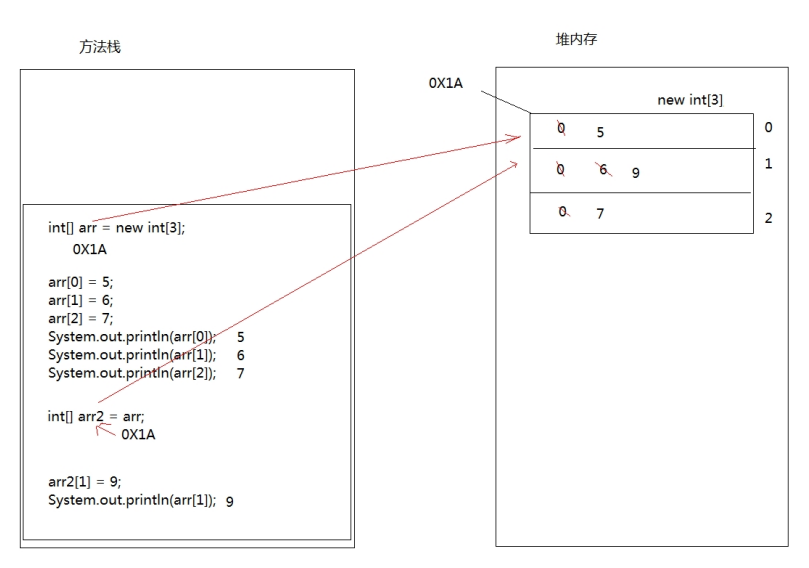 方法栈
堆内存
0X1A
new int[3]
0 5 0
0 6 9 1
0 7 2
int[] arr = new int[3];
0X1A
arr[0] = 5;
arr[1] = 6;
arr[2] = 7;
System.out.println(arr[0]); 5
System.out.println(arr[1]); 6
System.out.println(arr[2]); 7
int[] arr2 = arr;
0X1A
arr2[1] = 9;
System.out.println(arr[1]); 9